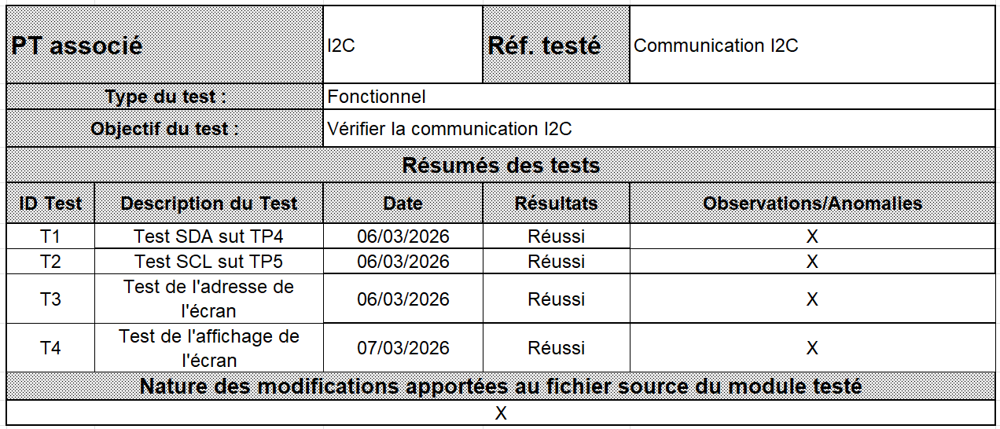 PT associé I2C Réf. testé Communication I2C
Type du test : Fonctionnel
Objectif du test : Vérifier la communication I2C
Résumés des tests
ID Test Description du Test Date Résultats Observations/Anomalies
T1 Test SDA sut TP4 06/03/2026 Réussi X
T2 Test SCL sut TP5 06/03/2026 Réussi X
T3 Test de l'adresse de
l'écran 06/03/2026 Réussi X
T4 Test de l'affichage de
l'écran 07/03/2026 Réussi X
Nature des modifications apportées au fichier source du module testé
X